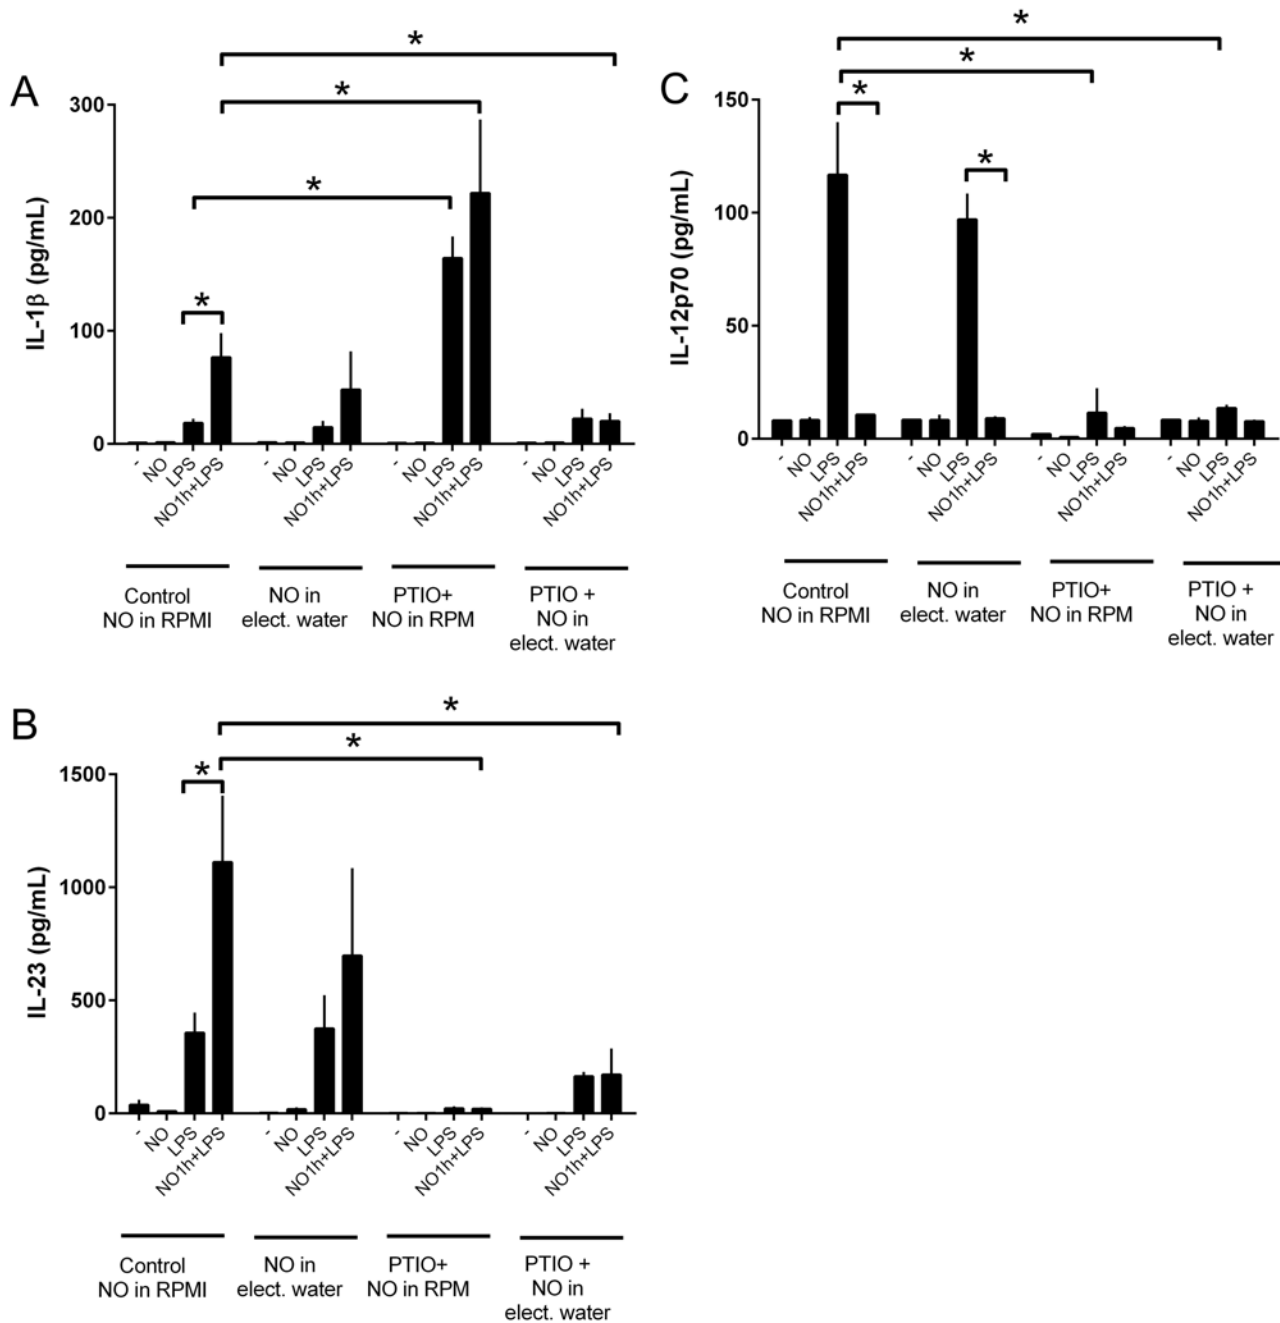 A
*
*
*
*
300
200
100
0
IL-1β (pg/mL)
- NO LPS NO1h+LPS - NO LPS NO1h+LPS - NO LPS NO1h+LPS - NO LPS NO1h+LPS
Control
NO in RPMI
NO in
elect. water
PTIO+
NO in RPM
PTIO +
NO in
elect. water
C
*
*
*
*
150
100
50
0
IL-12p70 (pg/mL)
- NO LPS NO1h+LPS - NO LPS NO1h+LPS - NO LPS NO1h+LPS - NO LPS NO1h+LPS
Control
NO in RPMI
NO in
elect. water
PTIO+
NO in RPM
PTIO +
NO in
elect. water
B
*
*
*
1500
1000
500
0
IL-23 (pg/mL)
- NO LPS NO1h+LPS - NO LPS NO1h+LPS - NO LPS NO1h+LPS - NO LPS NO1h+LPS
Control
NO in RPMI
NO in
elect. water
PTIO+
NO in RPM
PTIO +
NO in
elect. water